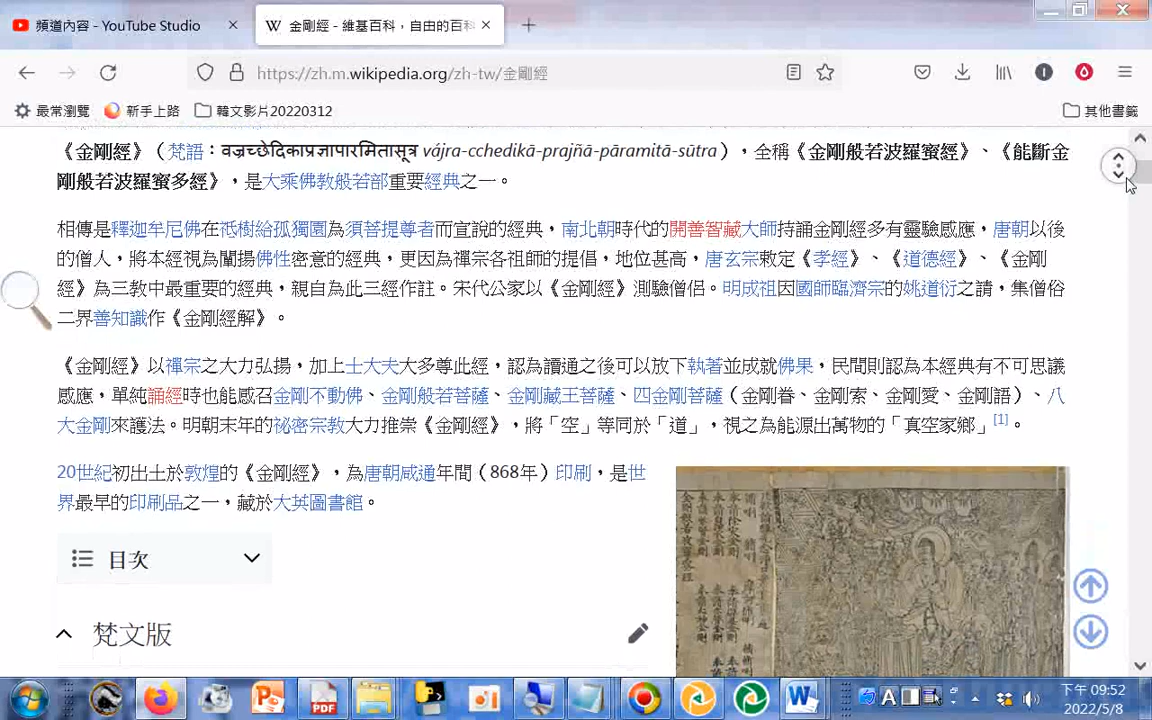 頻道內容 - YouTube Studio
金剛經 - 維基百科，自由的百科
https://zh.m.wikipedia.org/zh-tw/金剛經
最常瀏覽 新手上路 韓文影片20220312 其他書籤
《金剛經》（梵語：वज्रच्छेदिकाप्रज्ञापारमितासूत्र vájra-cchedikā-prajñā-pāramitā-sūtra），全稱《金剛般若波羅蜜經》、《能斷金
剛般若波羅蜜多經》，是大乘佛教般若部重要經典之一。
相傳是釋迦牟尼佛在祇樹給孤獨園為須菩提尊者而宣說的經典，南北朝時代的開善智藏大師持誦金剛經多有靈驗感應，唐朝以後
的僧人，將本經視為闡揚佛性密意的經典，更因為禪宗各祖師的提倡，地位甚高，唐玄宗敕定《孝經》、《道德經》、《金剛
經》為三教中最重要的經典，親自為此三經作註。宋代公家以《金剛經》測驗僧侶。明成祖因國師臨濟宗的姚道衍之請，集僧俗
二界善知識作《金剛經解》。
《金剛經》以禪宗之大力弘揚，加上士大夫大多尊此經，認為讀通之後可以放下執著並成就佛果，民間則認為本經典有不可思議
感應，單純誦經時也能感召金剛不動佛、金剛般若菩薩、金剛藏王菩薩、四金剛菩薩（金剛眷、金剛索、金剛愛、金剛語）、八
大金剛來護法。明朝末年的祕密宗教大力推崇《金剛經》，將「空」等同於「道」，視之為能源出萬物的「真空家鄉」[1]。
20世紀初出土於敦煌的《金剛經》，為唐朝咸通年間（868年）印刷，是世
界最早的印刷品之一，藏於大英圖書館。
目次
梵文版
下午 09:52
2022/5/8